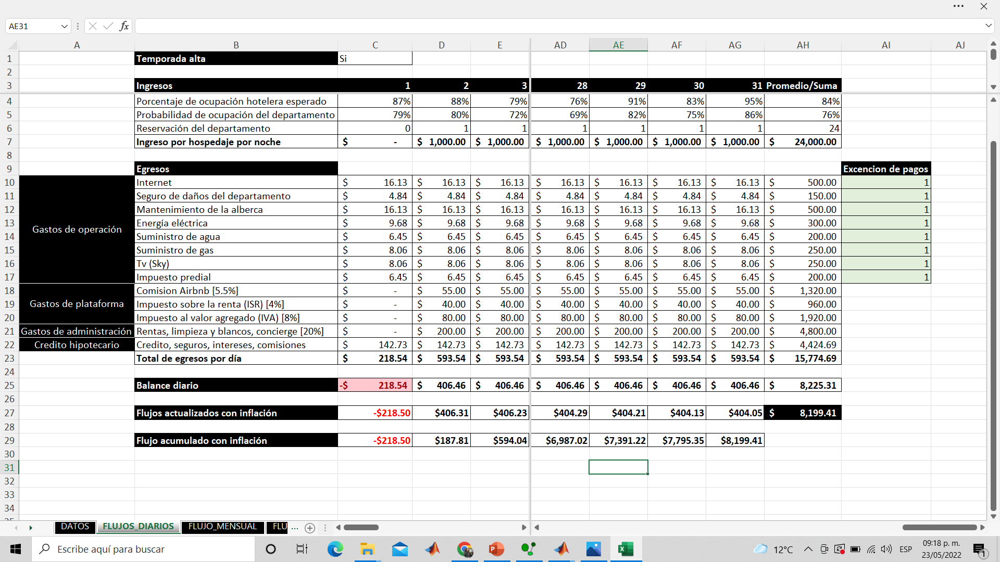 AE31 fx
A B C D E AD AE AF AG AH AI AJ
1 Temporada alta Si
2
3 Ingresos 1 2 3 28 29 30 31 Promedio/Suma
4 Porcentaje de ocupación hotelera esperado 87% 88% 79% 76% 91% 83% 95% 84%
5 Probabilidad de ocupación del departamento 79% 80% 72% 69% 82% 75% 86% 76%
6 Reservación del departamento 0 1 1 1 1 1 1 24
7 Ingreso por hospedaje por noche $ - $ 1,000.00 $ 1,000.00 $ 1,000.00 $ 1,000.00 $ 1,000.00 $ 1,000.00 $ 24,000.00
8
9 Egresos Excencion de pagos
10 Internet $ 16.13 $ 16.13 $ 16.13 $ 16.13 $ 16.13 $ 16.13 $ 16.13 $ 500.00 1
11 Seguro de daños del departamento $ 4.84 $ 4.84 $ 4.84 $ 4.84 $ 4.84 $ 4.84 $ 4.84 $ 150.00 1
12 Mantenimiento de la alberca $ 16.13 $ 16.13 $ 16.13 $ 16.13 $ 16.13 $ 16.13 $ 16.13 $ 500.00 1
13 Gastos de operación Energía eléctrica $ 9.68 $ 9.68 $ 9.68 $ 9.68 $ 9.68 $ 9.68 $ 9.68 $ 300.00 1
14 Suministro de agua $ 6.45 $ 6.45 $ 6.45 $ 6.45 $ 6.45 $ 6.45 $ 6.45 $ 200.00 1
15 Suministro de gas $ 8.06 $ 8.06 $ 8.06 $ 8.06 $ 8.06 $ 8.06 $ 8.06 $ 250.00 1
16 Tv (Sky) $ 8.06 $ 8.06 $ 8.06 $ 8.06 $ 8.06 $ 8.06 $ 8.06 $ 250.00 1
17 Impuesto predial $ 6.45 $ 6.45 $ 6.45 $ 6.45 $ 6.45 $ 6.45 $ 6.45 $ 200.00 1
18 Comision Airbnb [5.5%] $ - $ 55.00 $ 55.00 $ 55.00 $ 55.00 $ 55.00 $ 55.00 $ 1,320.00
19 Gastos de plataforma Impuesto sobre la renta (ISR) [4%] $ - $ 40.00 $ 40.00 $ 40.00 $ 40.00 $ 40.00 $ 40.00 $ 960.00
20 Impuesto al valor agregado (IVA) [8%] $ - $ 80.00 $ 80.00 $ 80.00 $ 80.00 $ 80.00 $ 80.00 $ 1,920.00
21 Gastos de administración Rentas, limpieza y blancos, concierge [20%] $ - $ 200.00 $ 200.00 $ 200.00 $ 200.00 $ 200.00 $ 200.00 $ 4,800.00
22 Credito hipotecario Credito, seguros, intereses, comisiones $ 142.73 $ 142.73 $ 142.73 $ 142.73 $ 142.73 $ 142.73 $ 142.73 $ 4,424.69
23 Total de egresos por día $ 218.54 $ 593.54 $ 593.54 $ 593.54 $ 593.54 $ 593.54 $ 593.54 $ 15,774.69
24
25 Balance diario -$ 218.54 $ 406.46 $ 406.46 $ 406.46 $ 406.46 $ 406.46 $ 406.46 $ 8,225.31
26
27 Flujos actualizados con inflación -$218.50 $406.31 $406.23 $404.29 $404.21 $404.13 $404.05 $ 8,199.41
28
29 Flujo acumulado con inflación -$218.50 $187.81 $594.04 $6,987.02 $7,391.22 $7,795.35 $8,199.41
30
31
32
33
34
DATOS FLUJOS_DIARIOS FLUJO_MENSUAL FLU ...
Escribe aquí para buscar 12°C ESP 09:18 p. m.
23/05/2022 1